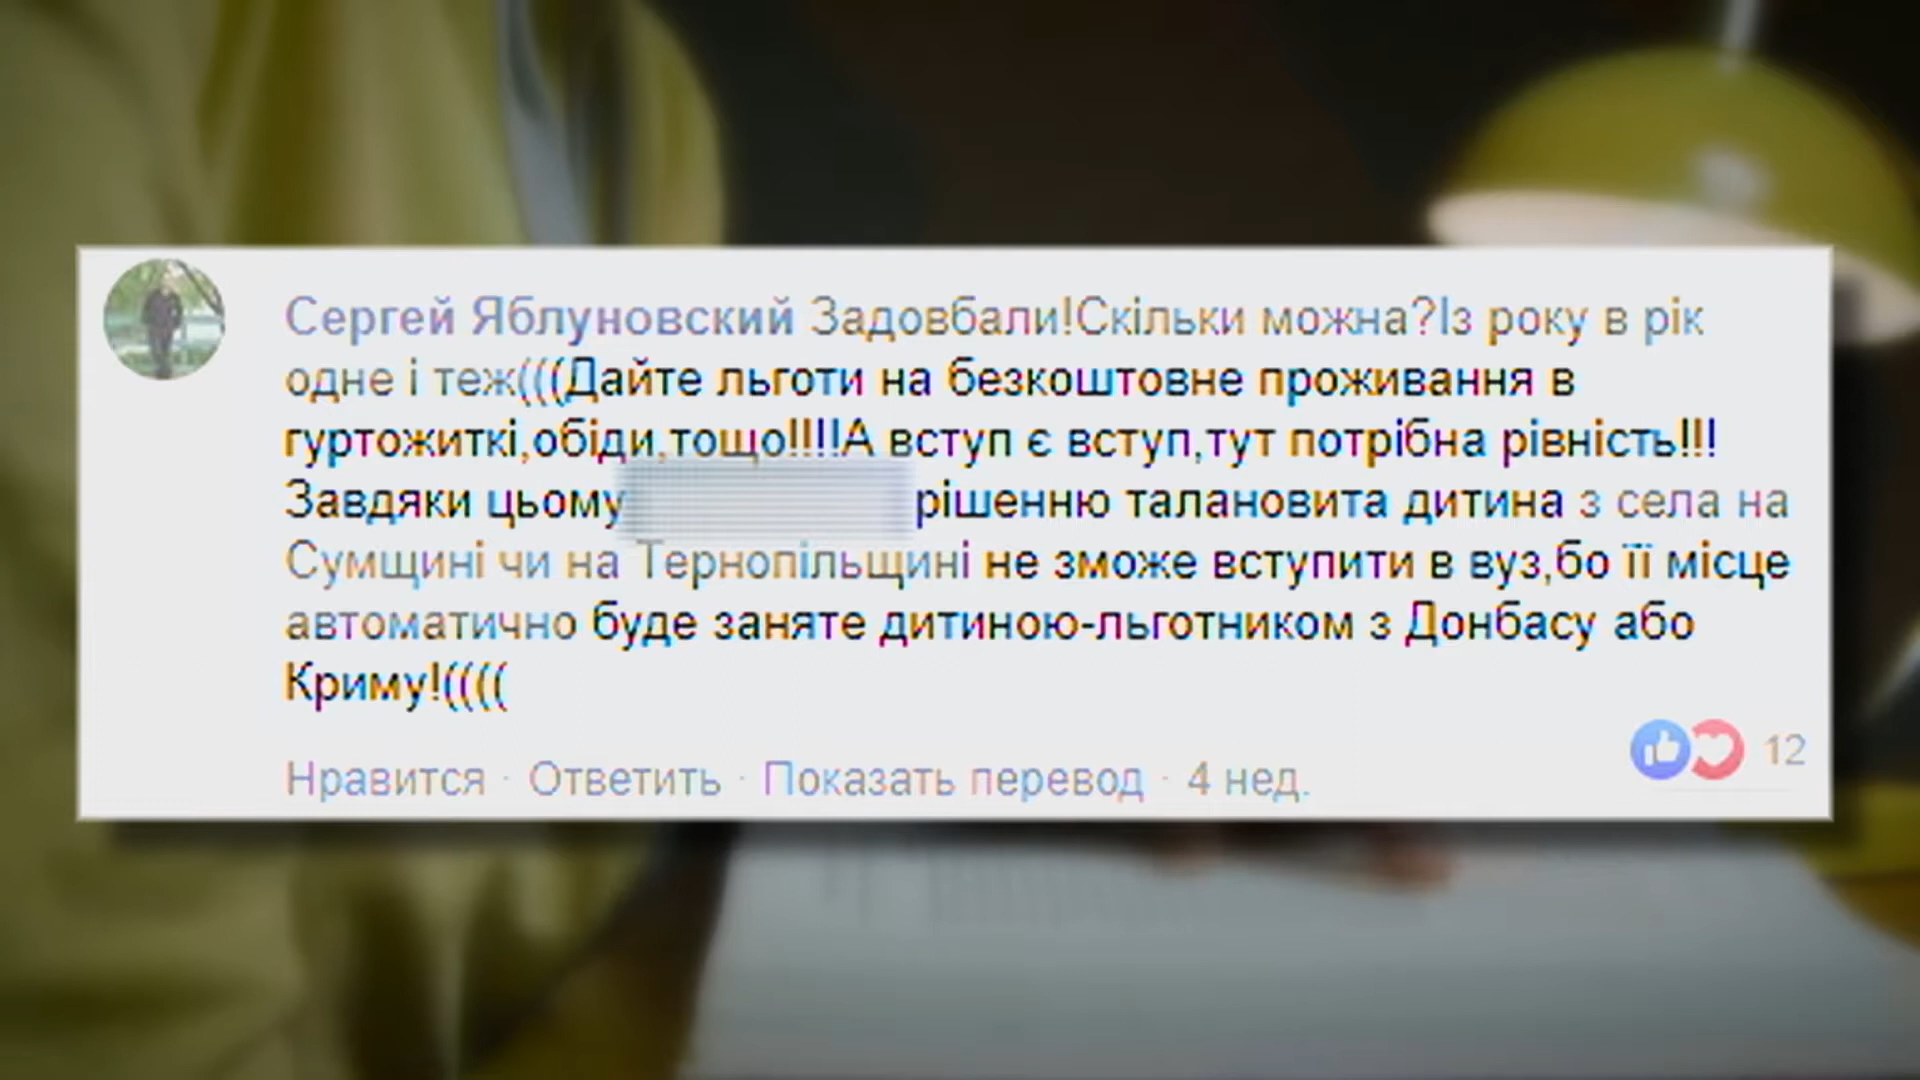 Сергей Яблуновский Задовбали!Скільки можна?Із року в рік
одне і теж(((Дайте льготи на безкоштовне проживання в
гуртожиткі,обіди,тощо!!!!А вступ є вступ,тут потрібна рівність!!!
Завдяки цьому рішенню талановита дитина з села на
Сумщині чи на Тернопільщині не зможе вступити в вуз,бо її місце
автоматично буде заняте дитиною-льготником з Донбасу або
Криму!((((
Нравится · Ответить · Показать перевод · 4 нед.
12